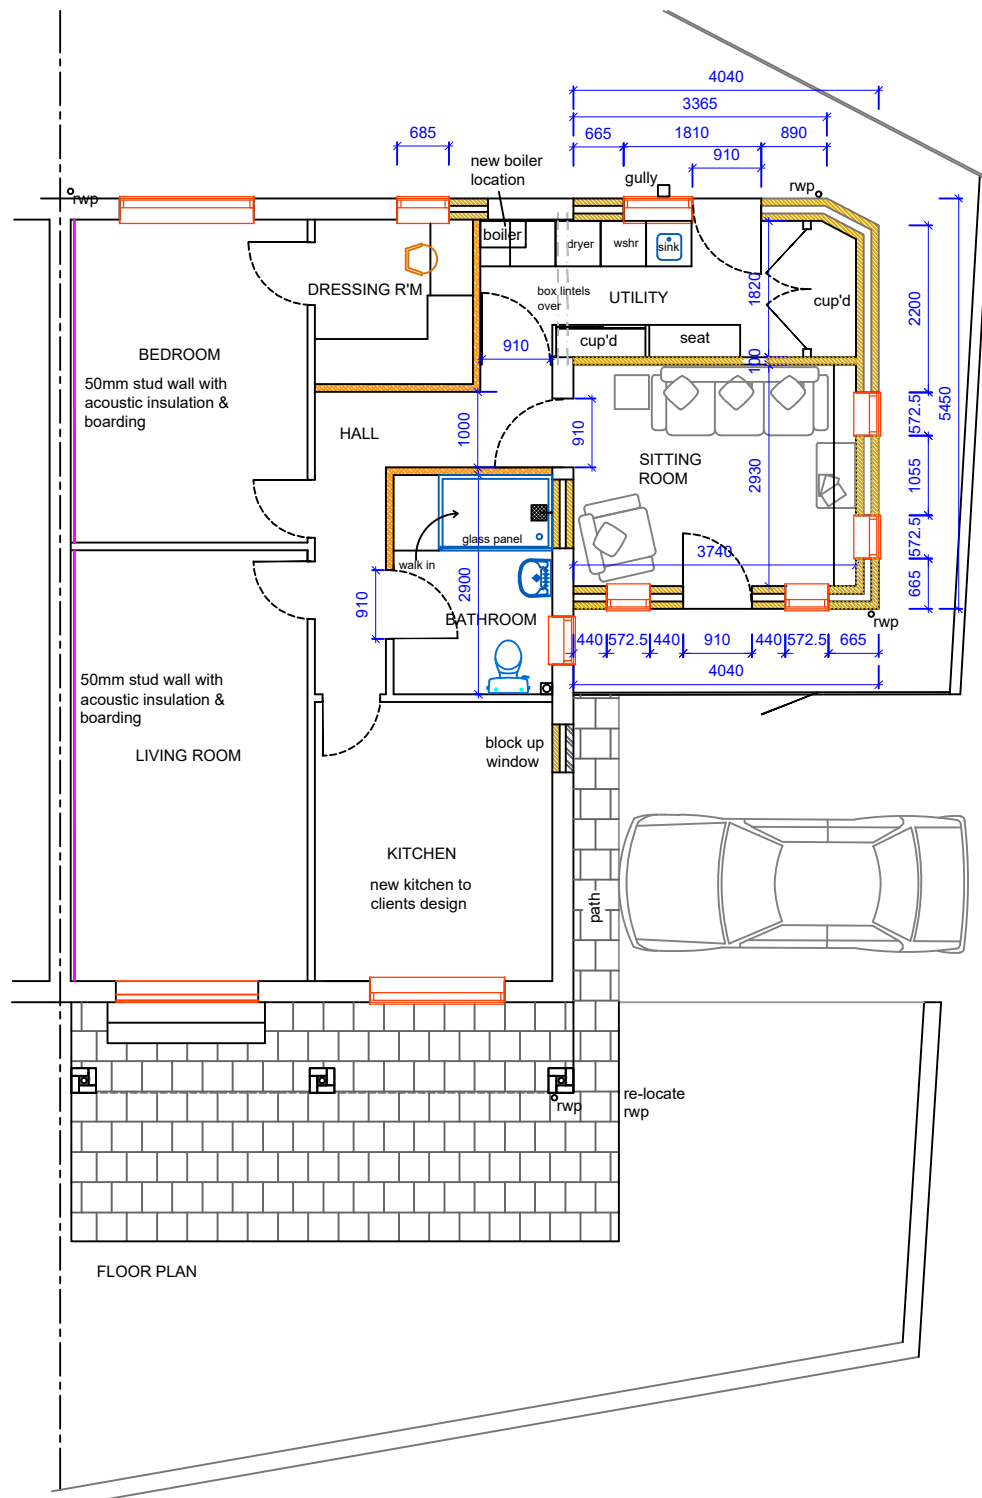 4040
3365
665
1810
890
685
910
new boiler
location
gully
rwp
rwp
boiler
dryer
wshr
sink
DRESSING R'M
box lintels
over
UTILITY
1820
cup'd
2200
910
cup'd
seat
100
BEDROOM
50mm stud wall with
acoustic insulation &
boarding
HALL
1000
910
SITTING
ROOM
2930
572.5
5450
1055
572.5
665
glass panel
walk in
2900
910
BATHROOM
3740
rwp
440
572.5
440
910
440
572.5
665
4040
50mm stud wall with
acoustic insulation &
boarding
LIVING ROOM
block up
window
KITCHEN
new kitchen to
clients design
path
rwp
re-locate
rwp
FLOOR PLAN